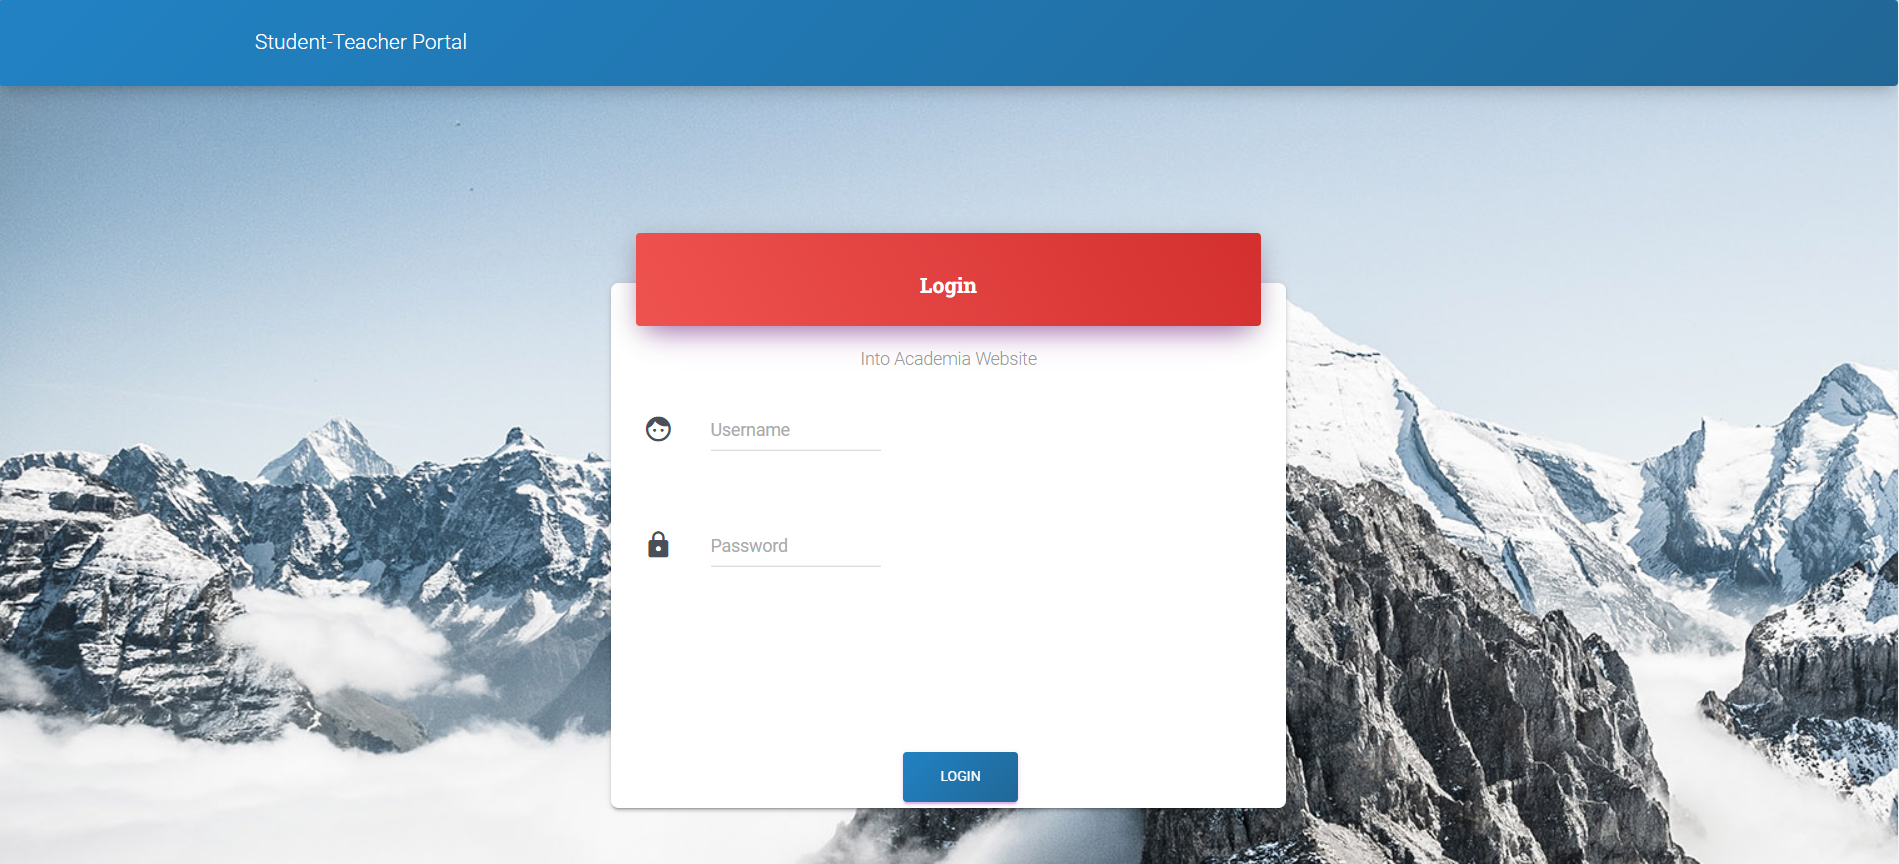 Student-Teacher Portal
Login
Into Academia Website
Username
Password
LOGIN